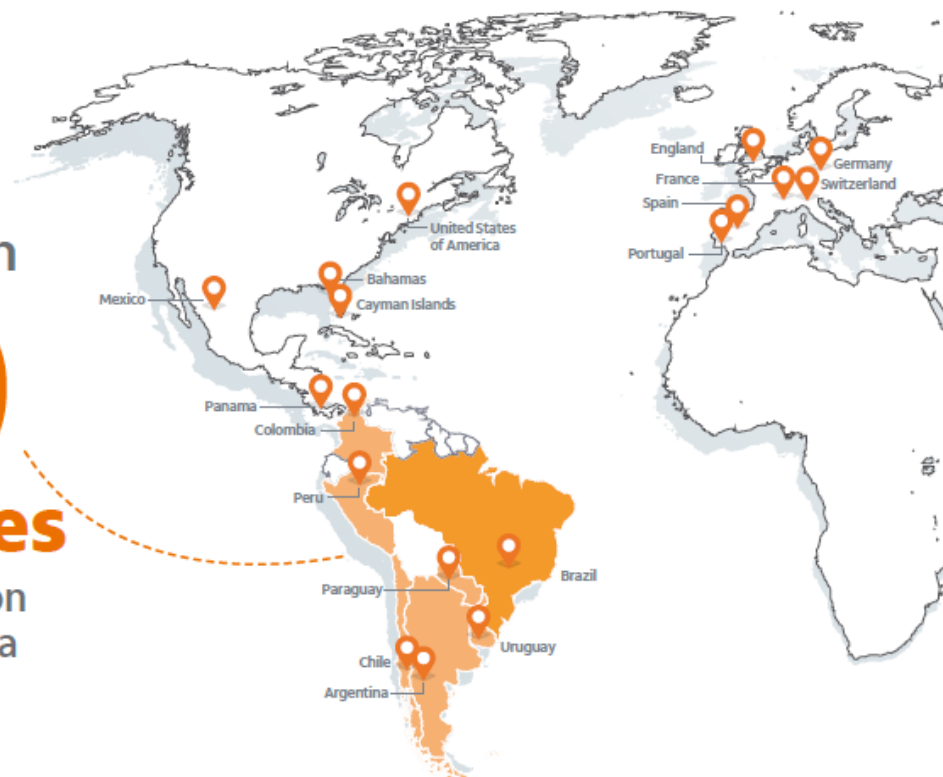 n
es
on
a
England
Germany
France
Switzerland
Spain
Portugal
United States
of America
Bahamas
Mexico
Cayman Islands
Panama
Colombia
Peru
Brazil
Paraguay
Uruguay
Chile
Argentina